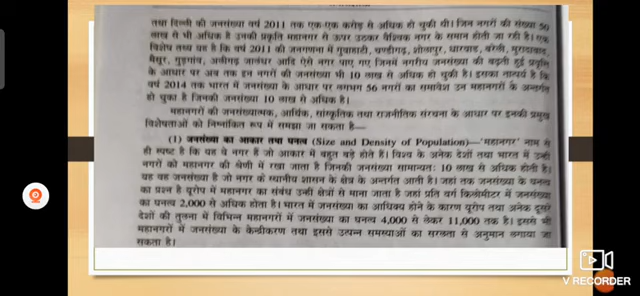 तथा दिल्ली की जनसंख्या वर्ष 2011 तक एक-एक करोड़ से अधिक हो चुकी थी। जिन नगरों की संख्या 50
लाख से भी अधिक है उनकी प्रकृति महानगर से ऊपर उठकर वैश्विक नगर के समान होती जा रही है। एक
विशेष तथ्य यह है कि वर्ष 2011 की जनगणना में गुवाहाटी, चण्डीगढ़, शोलापुर, धारवाड, बरेली, मुरादाबाद,
मैसूर, गुड़गांव, अलीगढ़ जालंधर आदि ऐसे नगर पाए गए जिनमें नगरीय जनसंख्या की बढ़ती हुई प्रवृत्ति
के आधार पर अब तक इन नगरों की जनसंख्या भी 10 लाख से अधिक हो चुकी है। इसका तात्पर्य है कि
वर्ष 2014 तक भारत में जनसंख्या के आधार पर लगभग 56 नगरों का समावेश उन महानगरों के अन्तर्गत
हो चुका है जिनकी जनसंख्या 10 लाख से अधिक है।
महानगरों की जनसंख्यात्मक, आर्थिक, सांस्कृतिक तथा राजनीतिक संरचना के आधार पर इनकी प्रमुख
विशेषताओं को निम्नांकित रूप में समझा जा सकता है—
(1) जनसंख्या का आकार तथा घनत्व (Size and Density of Population)—'महानगर' नाम से
ही स्पष्ट है कि यह वे नगर हैं जो आकार में बहुत बड़े होते हैं। विश्व के अनेक देशों तथा भारत में उन्हीं
नगरों को महानगर की श्रेणी में रखा जाता है जिनकी जनसंख्या सामान्यतः 10 लाख से अधिक होती है।
यह वह जनसंख्या है जो नगर के स्थानीय शासन के क्षेत्र के अन्तर्गत आती है। जहां तक जनसंख्या के घनत्व
का प्रश्न है यूरोप में महानगर का संबंध उन्हीं क्षेत्रों से माना जाता है जहां प्रति वर्ग किलोमीटर में जनसंख्या
का घनत्व 2,000 से अधिक होता है। भारत में जनसंख्या का आधिक्य होने के कारण यूरोप तथा अनेक दूसरे
देशों की तुलना में विभिन्न महानगरों में जनसंख्या का घनत्व 4,000 से लेकर 11,000 तक है। इससे भी
महानगरों में जनसंख्या के केन्द्रीकरण तथा इससे उत्पन्न समस्याओं का सरलता से अनुमान लगाया जा
सकता है।
V RECORDER